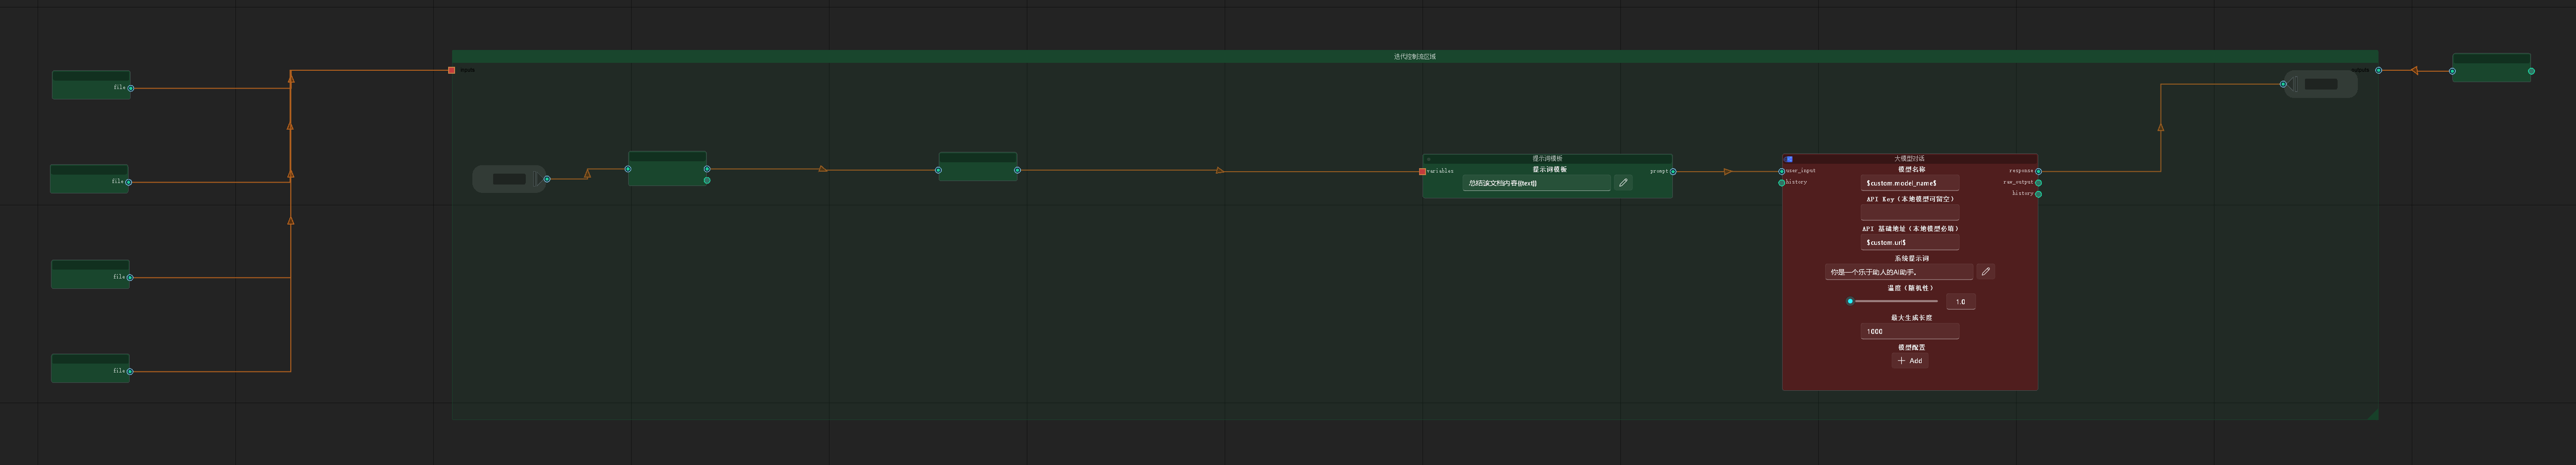 迭代控制流区域
file
file
file
file
提示词模板
提示词模板
variables
prompt
总结该文档内容{{text}}
大模型对话
模型名称
user_input
response
history
$custom.model_name$
rse_output
history
API Key（本地模型可留空）
API 基础地址（本地模型必填）
$custom.url$
系统提示词
你是一个乐于助人的AI助手。
温度（随机性）
1.0
最大生成长度
1000
模型配置
Add